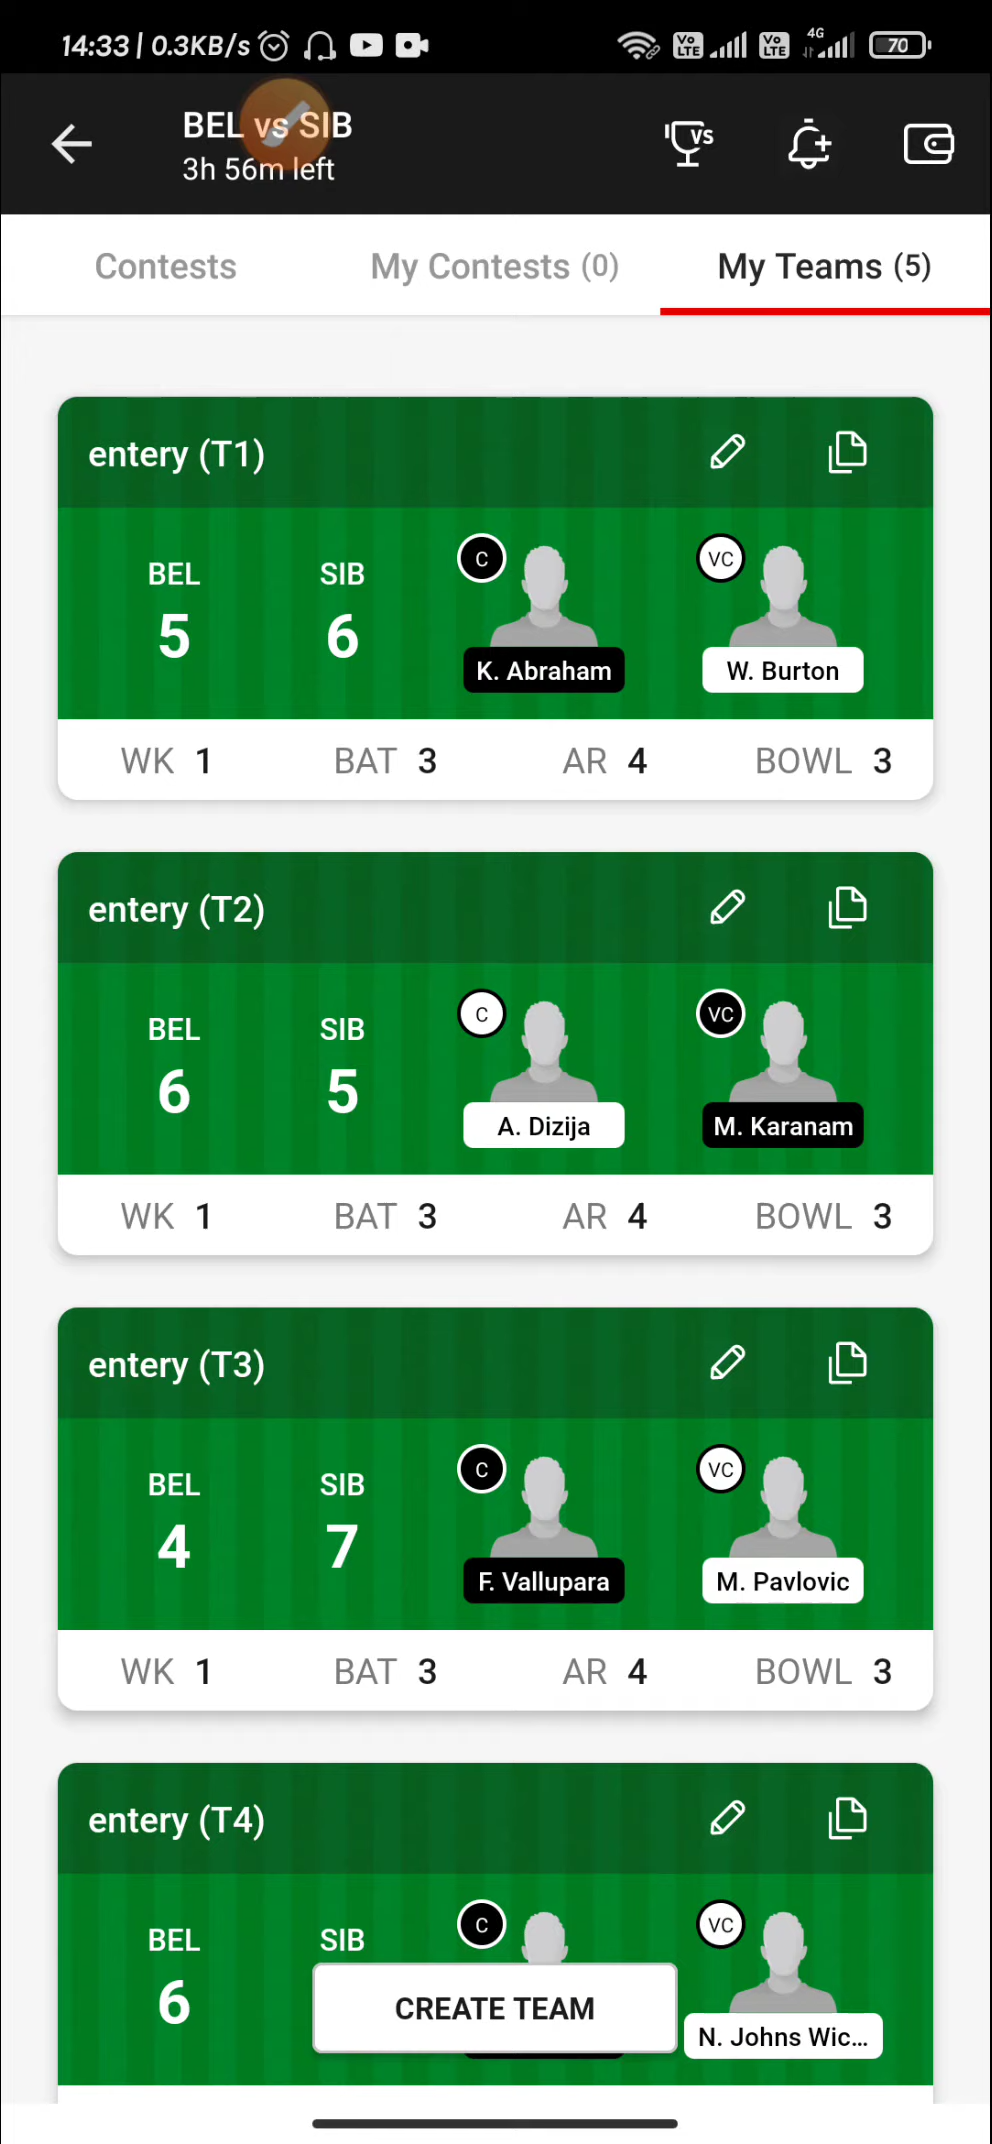 14:33 | 0.3KB/s Vo LTE Vo LTE 4G 70
BEL vs SIB
3h 56m left
VS
Contests My Contests (0) My Teams (5)
entery (T1)
C VC
BEL SIB
5 6
K. Abraham W. Burton
WK 1 BAT 3 AR 4 BOWL 3
entery (T2)
C VC
BEL SIB
6 5
A. Dizija M. Karanam
WK 1 BAT 3 AR 4 BOWL 3
entery (T3)
C VC
BEL SIB
4 7
F. Vallupara M. Pavlovic
WK 1 BAT 3 AR 4 BOWL 3
entery (T4)
C VC
BEL SIB
6
CREATE TEAM
N. Johns Wic...